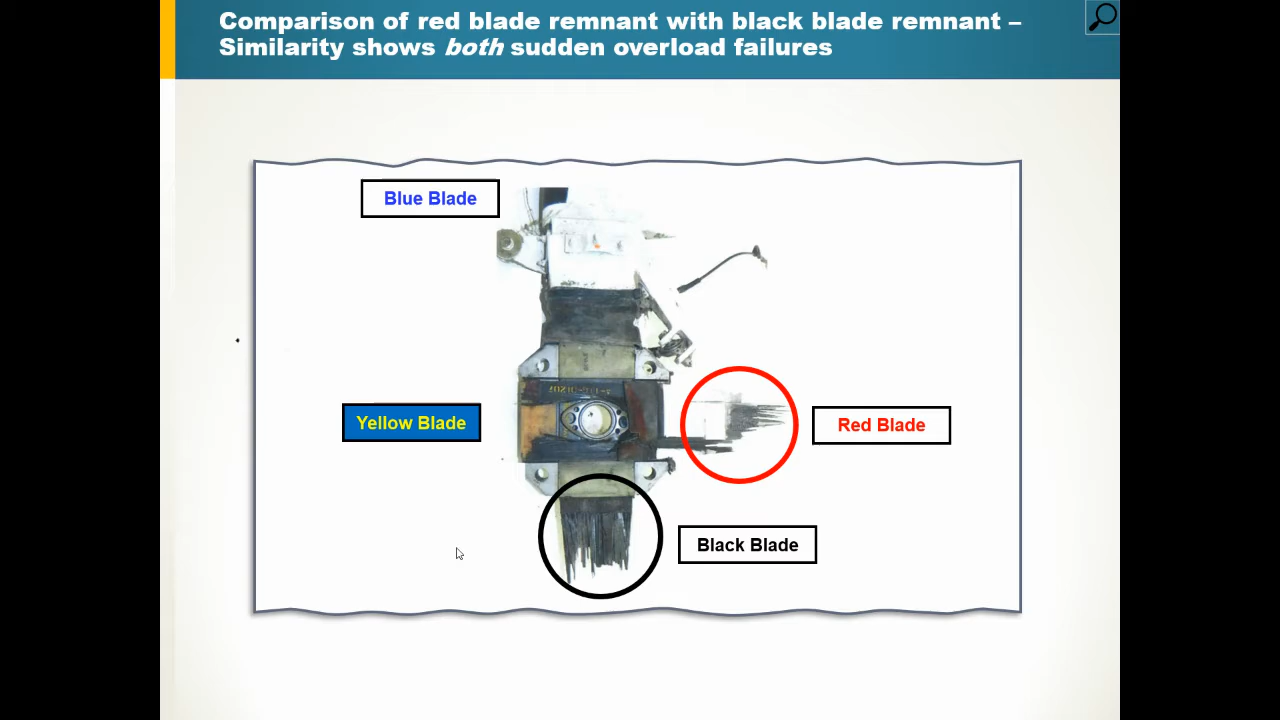 Comparison of red blade remnant with black blade remnant –
Similarity shows both sudden overload failures
Blue Blade
Yellow Blade
Red Blade
Black Blade